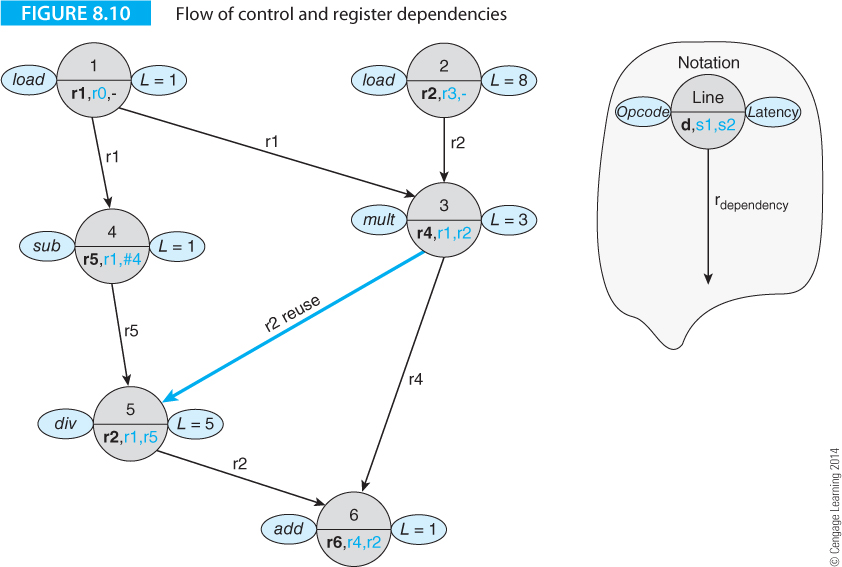 FIGURE 8.10 Flow of control and register dependencies
load 1 L = 1
r1,r0,-
load 2 L = 8
r2,r3,-
Notation
Opcode Line Latency
d,s1,s2
rdependency
r1
r1
r2
mult 3 L = 3
r4,r1,r2
sub 4 L = 1
r5,r1,#4
r2 reuse
r5
r4
div 5 L = 5
r2,r1,r5
r2
add 6 L = 1
r6,r4,r2
© Cengage Learning 2014